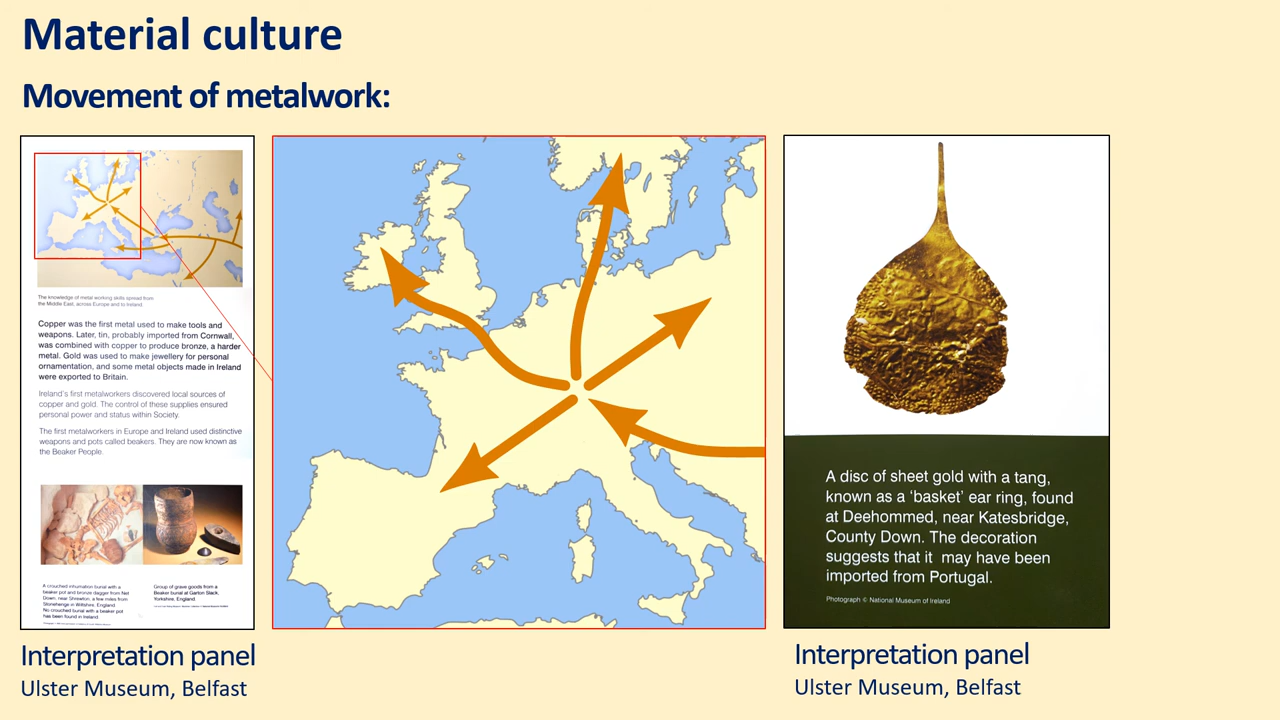 Material culture
Movement of metalwork:
The knowledge of metal working skills spread from
the Middle East, across Europe and to Ireland.
Copper was the first metal used to make tools and
weapons. Later, tin, probably imported from Cornwall,
was combined with copper to produce bronze, a harder
metal. Gold was used to make jewellery for personal
ornamentation, and some metal objects made in Ireland
were exported to Britain.
Ireland's first metalworkers discovered local sources of
copper and gold. The control of these supplies ensured
personal power and status within Society.
The first metalworkers in Europe and Ireland used distinctive
weapons and pots called beakers. They are now known as
the Beaker People.
A crouched inhumation burial with a
beaker pot and bronze dagger from Net
Down, near Shrewton, a few miles from
Stonehenge in Wiltshire, England.
No crouched burial with a beaker pot
has been found in Ireland.
Group of grave goods from a
Beaker burial at Garton Slack,
Yorkshire, England.
Interpretation panel
Ulster Museum, Belfast
A disc of sheet gold with a tang,
known as a ‘basket’ ear ring, found
at Deehommed, near Katesbridge,
County Down. The decoration
suggests that it may have been
imported from Portugal.
Photograph © National Museum of Ireland
Interpretation panel
Ulster Museum, Belfast